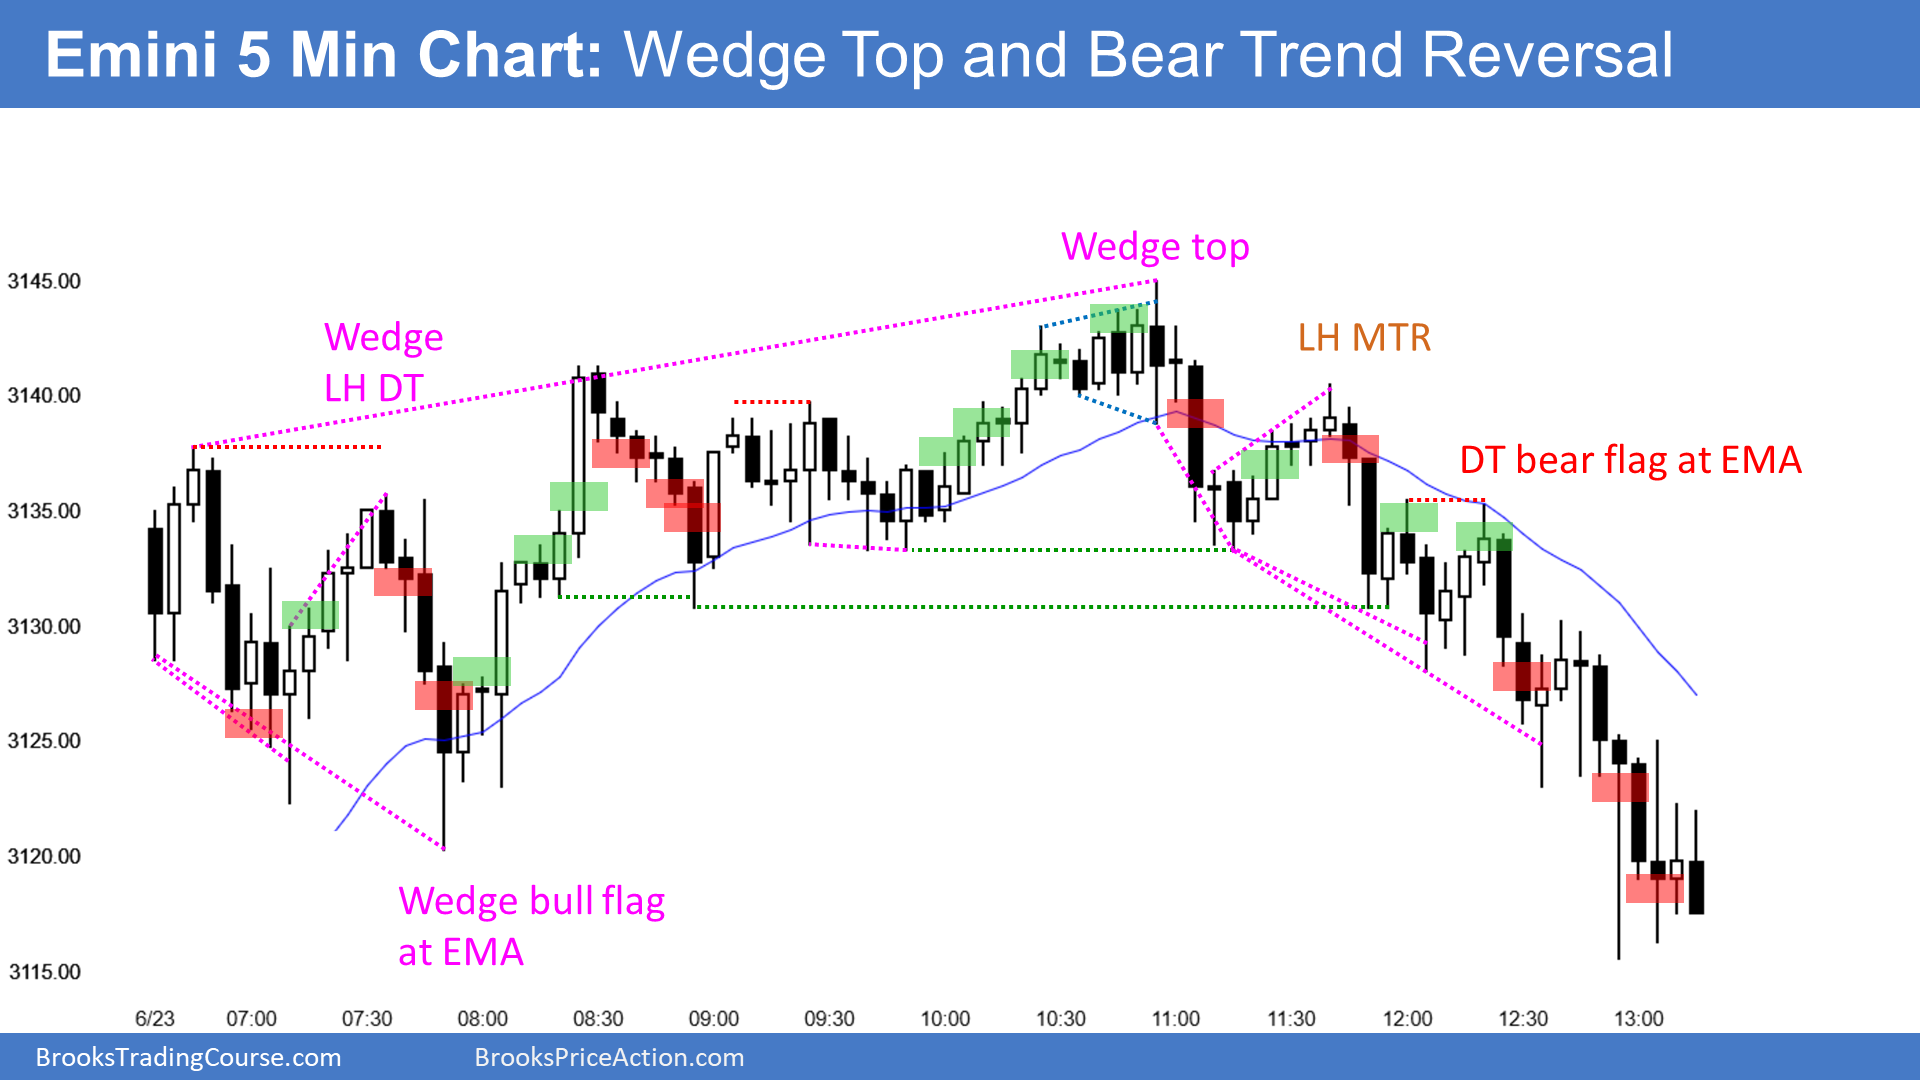 Emini 5 Min Chart: Wedge Top and Bear Trend Reversal
Wedge top
3145.00
Wedge
LH DT
LH MTR
3140.00
DT bear flag at EMA
3135.00
3130.00
3125.00
3120.00
Wedge bull flag
at EMA
3115.00
6/23 07:00 07:30 08:00 08:30 09:00 09:30 10:00 10:30 11:00 11:30 12:00 12:30 13:00
BrooksTradingCourse.com BrooksPriceAction.com